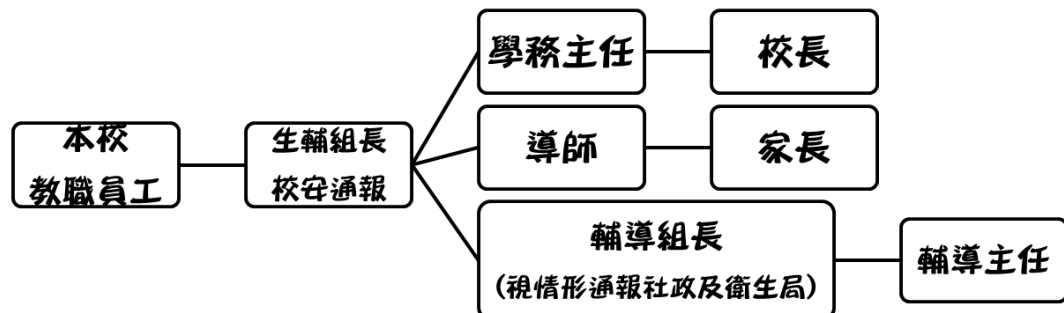 學務主任
校長
本校
教職員工
生輔組長
校安通報
導師
家長
輔導組長
(視情形通報社政及衛生局)
輔導主任